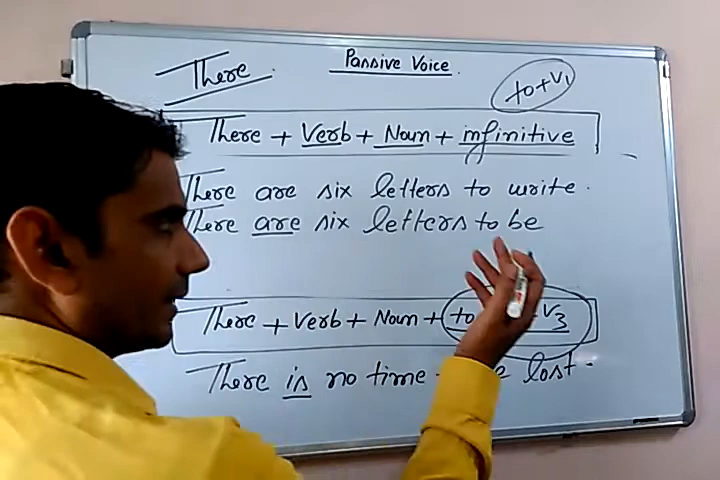 Passive Voice.
There
to+V1
There + Verb + Noun + infinitive
There are six letters to write.
There are six letters to be
There + Verb + Noun + to V3
There is no time lost.